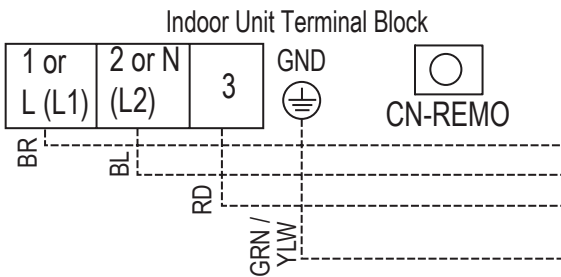 Indoor Unit Terminal Block
1 or
L (L1)
2 or N
(L2)
3
GND
CN-REMO
BR
BL
RD
GRN /
YLW